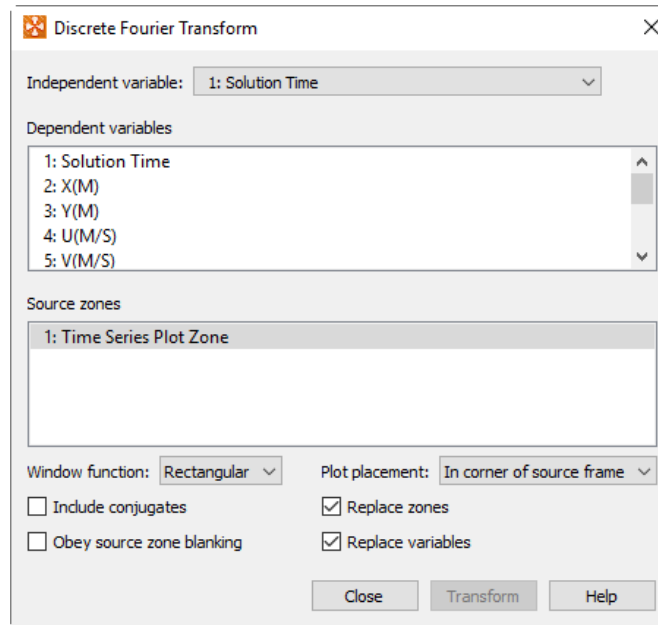 Discrete Fourier Transform
Independent variable: 1: Solution Time
Dependent variables
1: Solution Time
2: X(M)
3: Y(M)
4: U(M/S)
5: V(M/S)
Source zones
1: Time Series Plot Zone
Window function: Rectangular Plot placement: In corner of source frame
Include conjugates Replace zones
Obey source zone blanking Replace variables
Close Transform Help